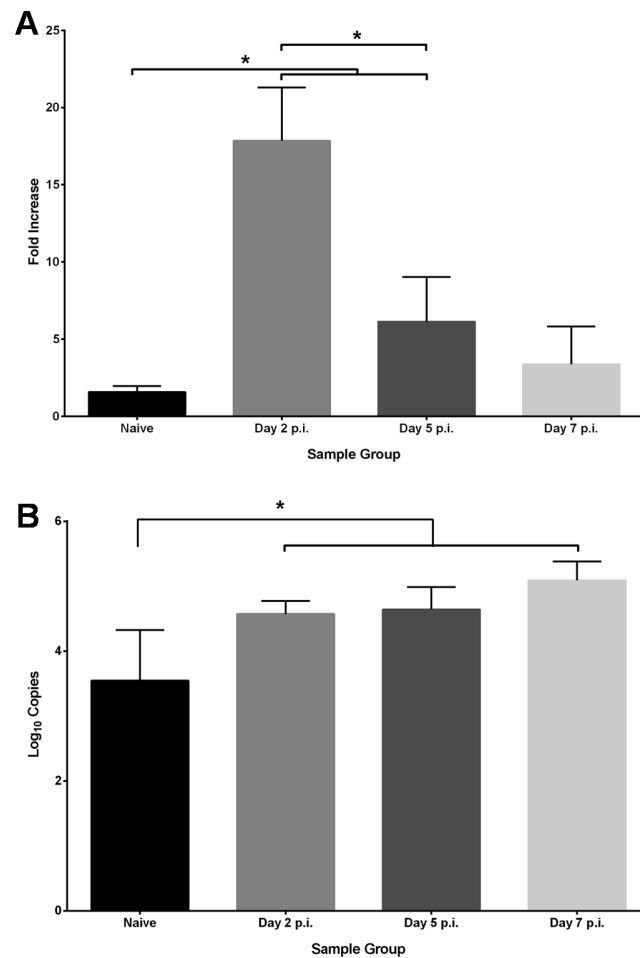 A
*
*
25
20
15
10
5
0
Fold Increase
Naive Day 2 p.i. Day 5 p.i. Day 7 p.i.
Sample Group
B
*
6
4
2
0
Log10 Copies
Naive Day 2 p.i. Day 5 p.i. Day 7 p.i.
Sample Group